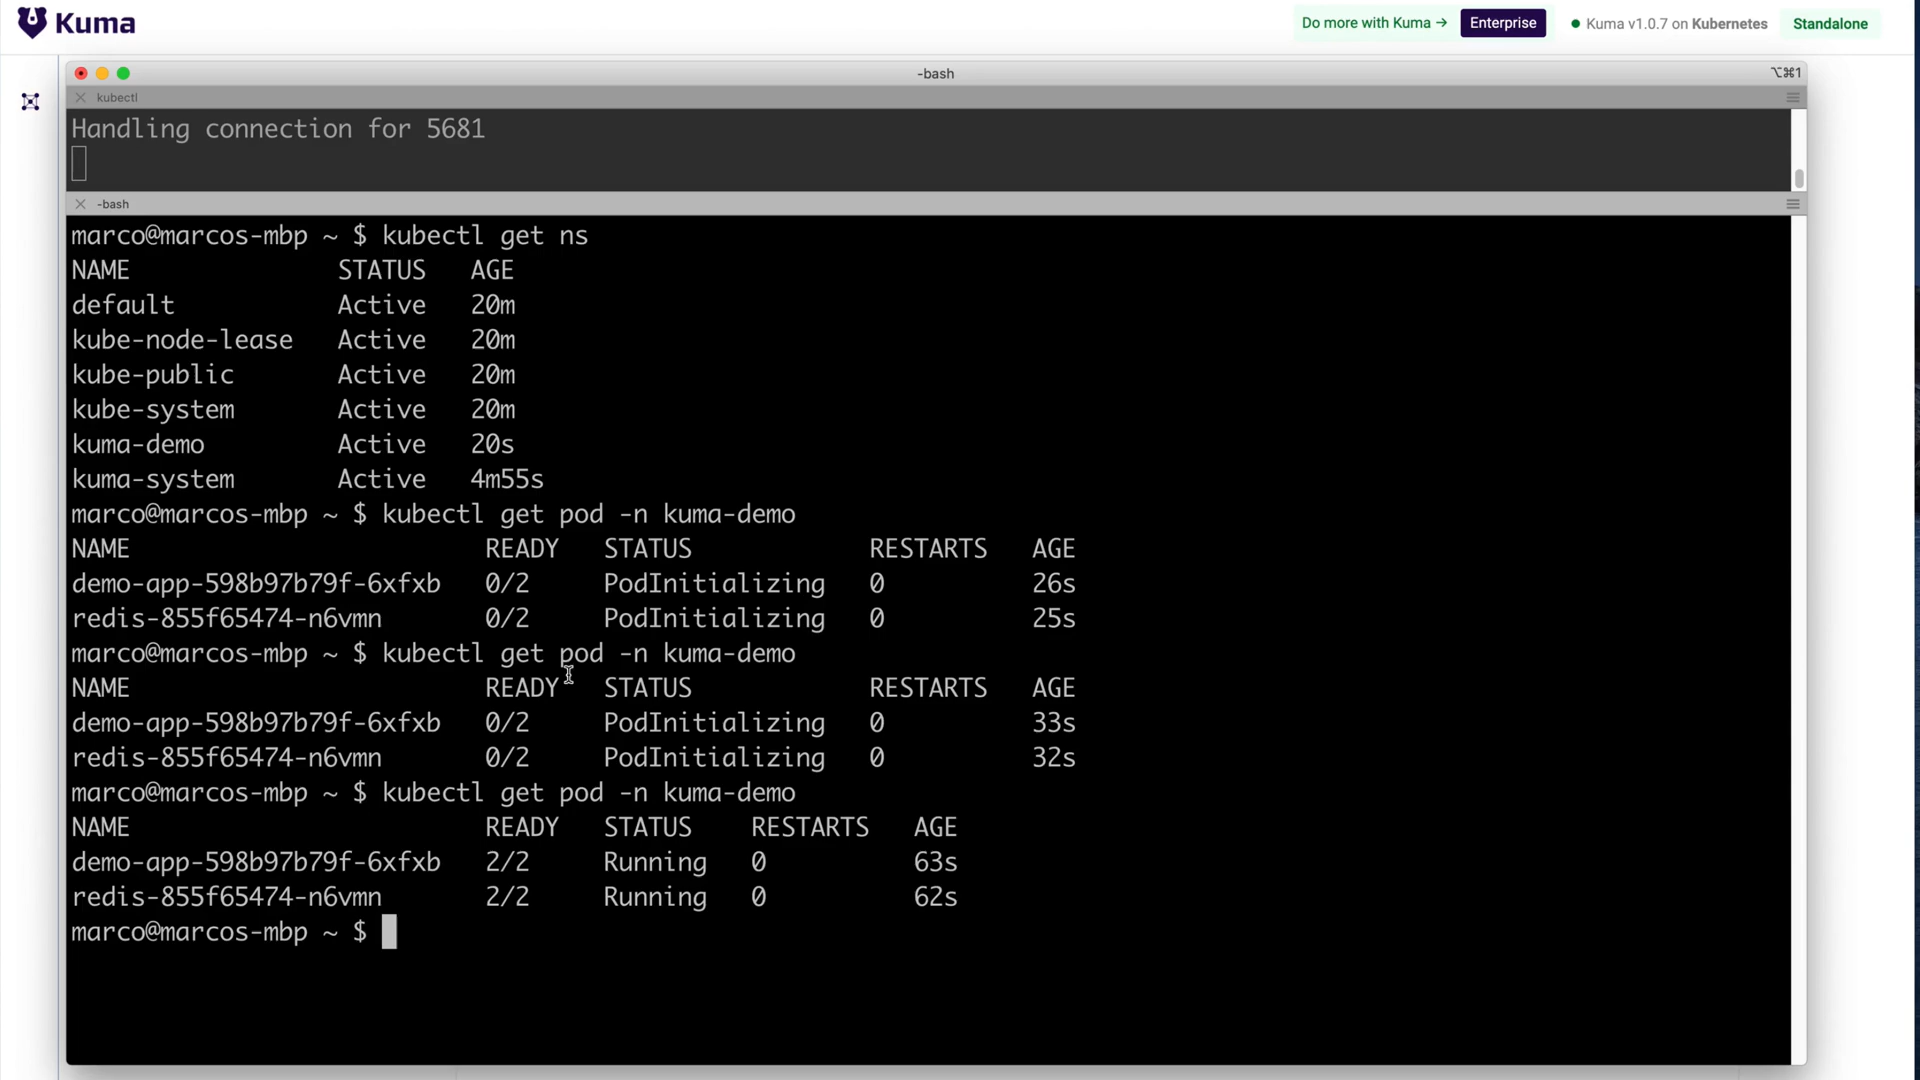 Kuma
Do more with Kuma → Enterprise Kuma v1.0.7 on Kubernetes Standalone
-bash ⌥⌘1
kubectl
Handling connection for 5681
-bash
marco@marcos-mbp ~ $ kubectl get ns
NAME STATUS AGE
default Active 20m
kube-node-lease Active 20m
kube-public Active 20m
kube-system Active 20m
kuma-demo Active 20s
kuma-system Active 4m55s
marco@marcos-mbp ~ $ kubectl get pod -n kuma-demo
NAME READY STATUS RESTARTS AGE
demo-app-598b97b79f-6xfxb 0/2 PodInitializing 0 26s
redis-855f65474-n6vmn 0/2 PodInitializing 0 25s
marco@marcos-mbp ~ $ kubectl get pod -n kuma-demo
NAME READY STATUS RESTARTS AGE
demo-app-598b97b79f-6xfxb 0/2 PodInitializing 0 33s
redis-855f65474-n6vmn 0/2 PodInitializing 0 32s
marco@marcos-mbp ~ $ kubectl get pod -n kuma-demo
NAME READY STATUS RESTARTS AGE
demo-app-598b97b79f-6xfxb 2/2 Running 0 63s
redis-855f65474-n6vmn 2/2 Running 0 62s
marco@marcos-mbp ~ $